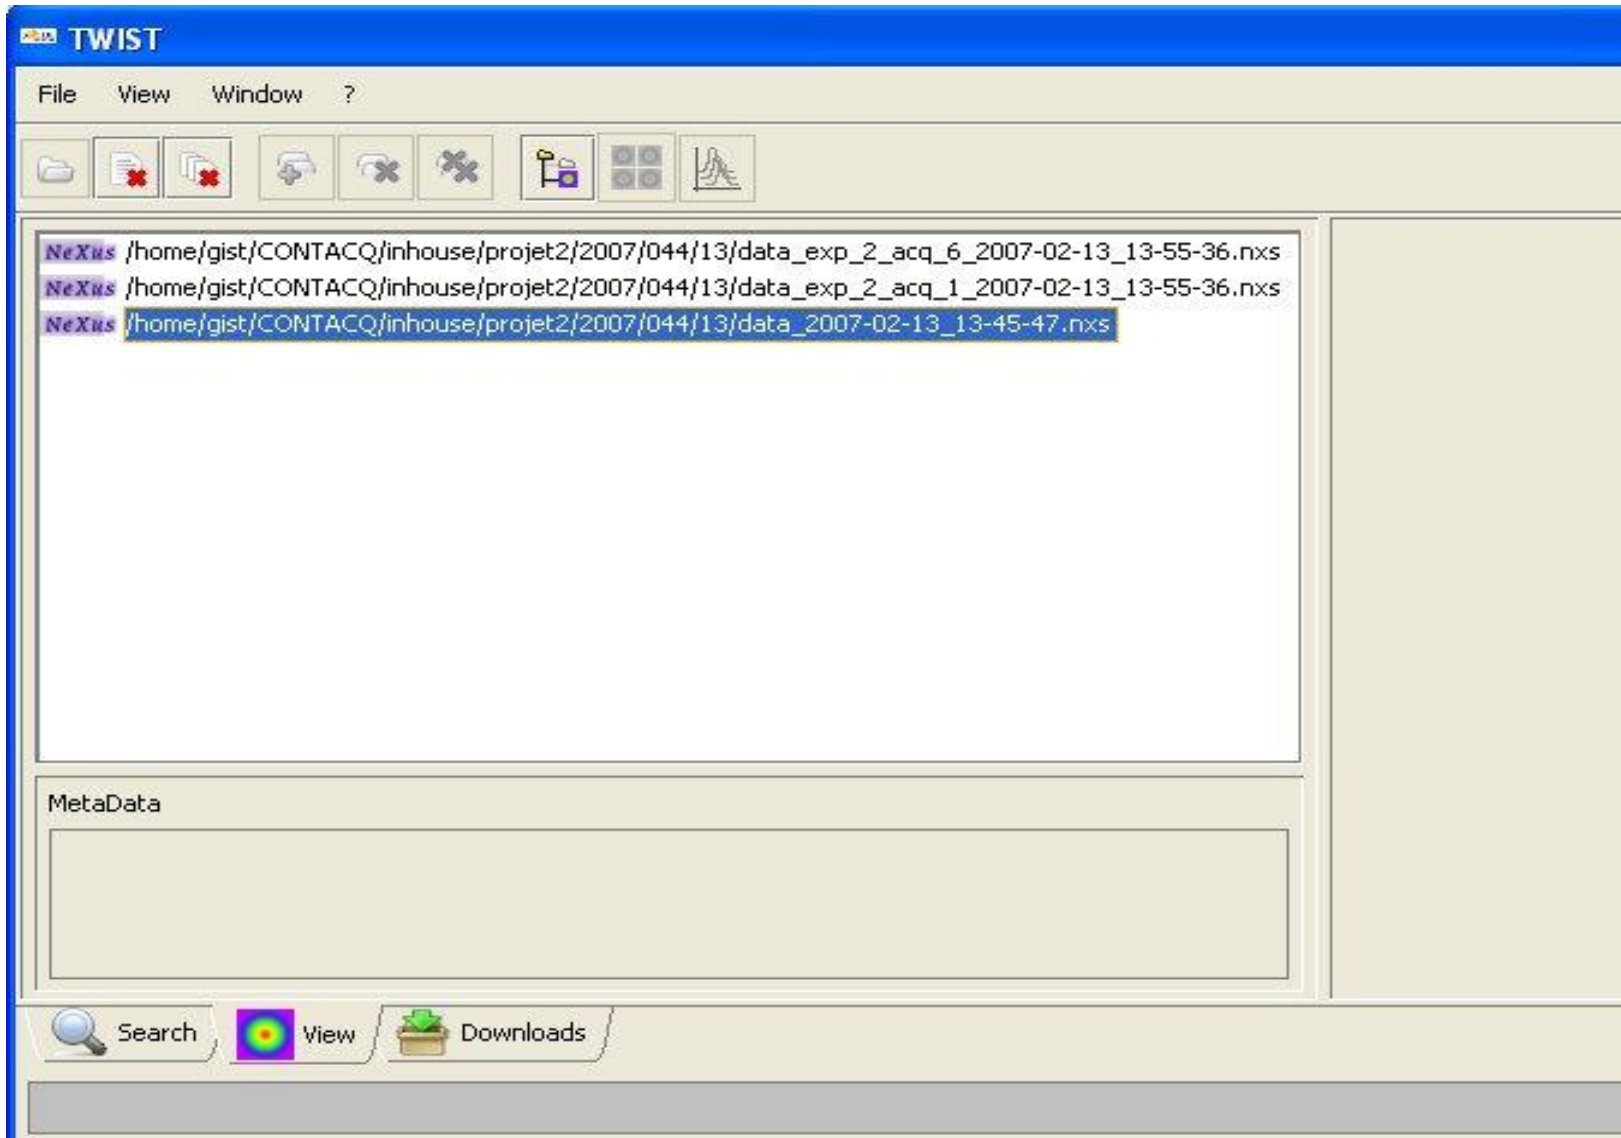 TWIST
File View Window ?
NeXus /home/gist/CONTACQ/inhouse/projet2/2007/044/13/data_exp_2_acq_6_2007-02-13_13-55-36.nxs
NeXus /home/gist/CONTACQ/inhouse/projet2/2007/044/13/data_exp_2_acq_1_2007-02-13_13-55-36.nxs
NeXus /home/gist/CONTACQ/inhouse/projet2/2007/044/13/data_2007-02-13_13-45-47.nxs
MetaData
Search View Downloads